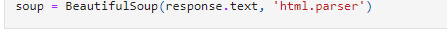 soup = BeautifulSoup(response.text, 'html.parser')